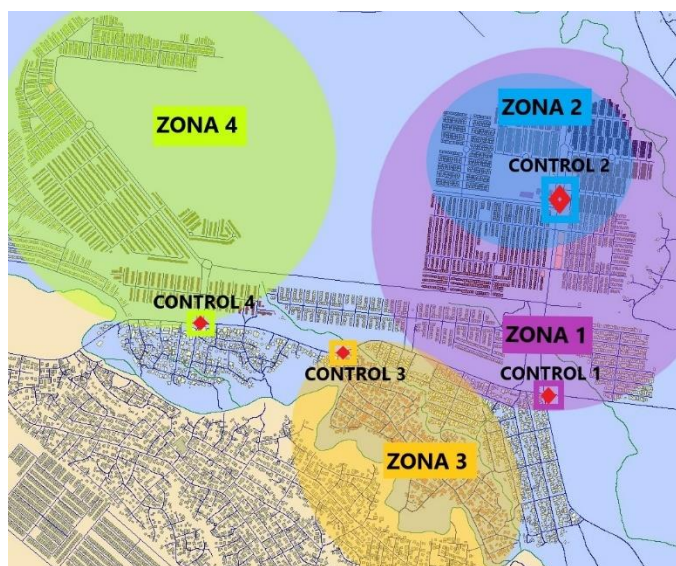 ZONA 4
ZONA 2
CONTROL 2
CONTROL 4
ZONA 1
CONTROL 3
CONTROL 1
ZONA 3